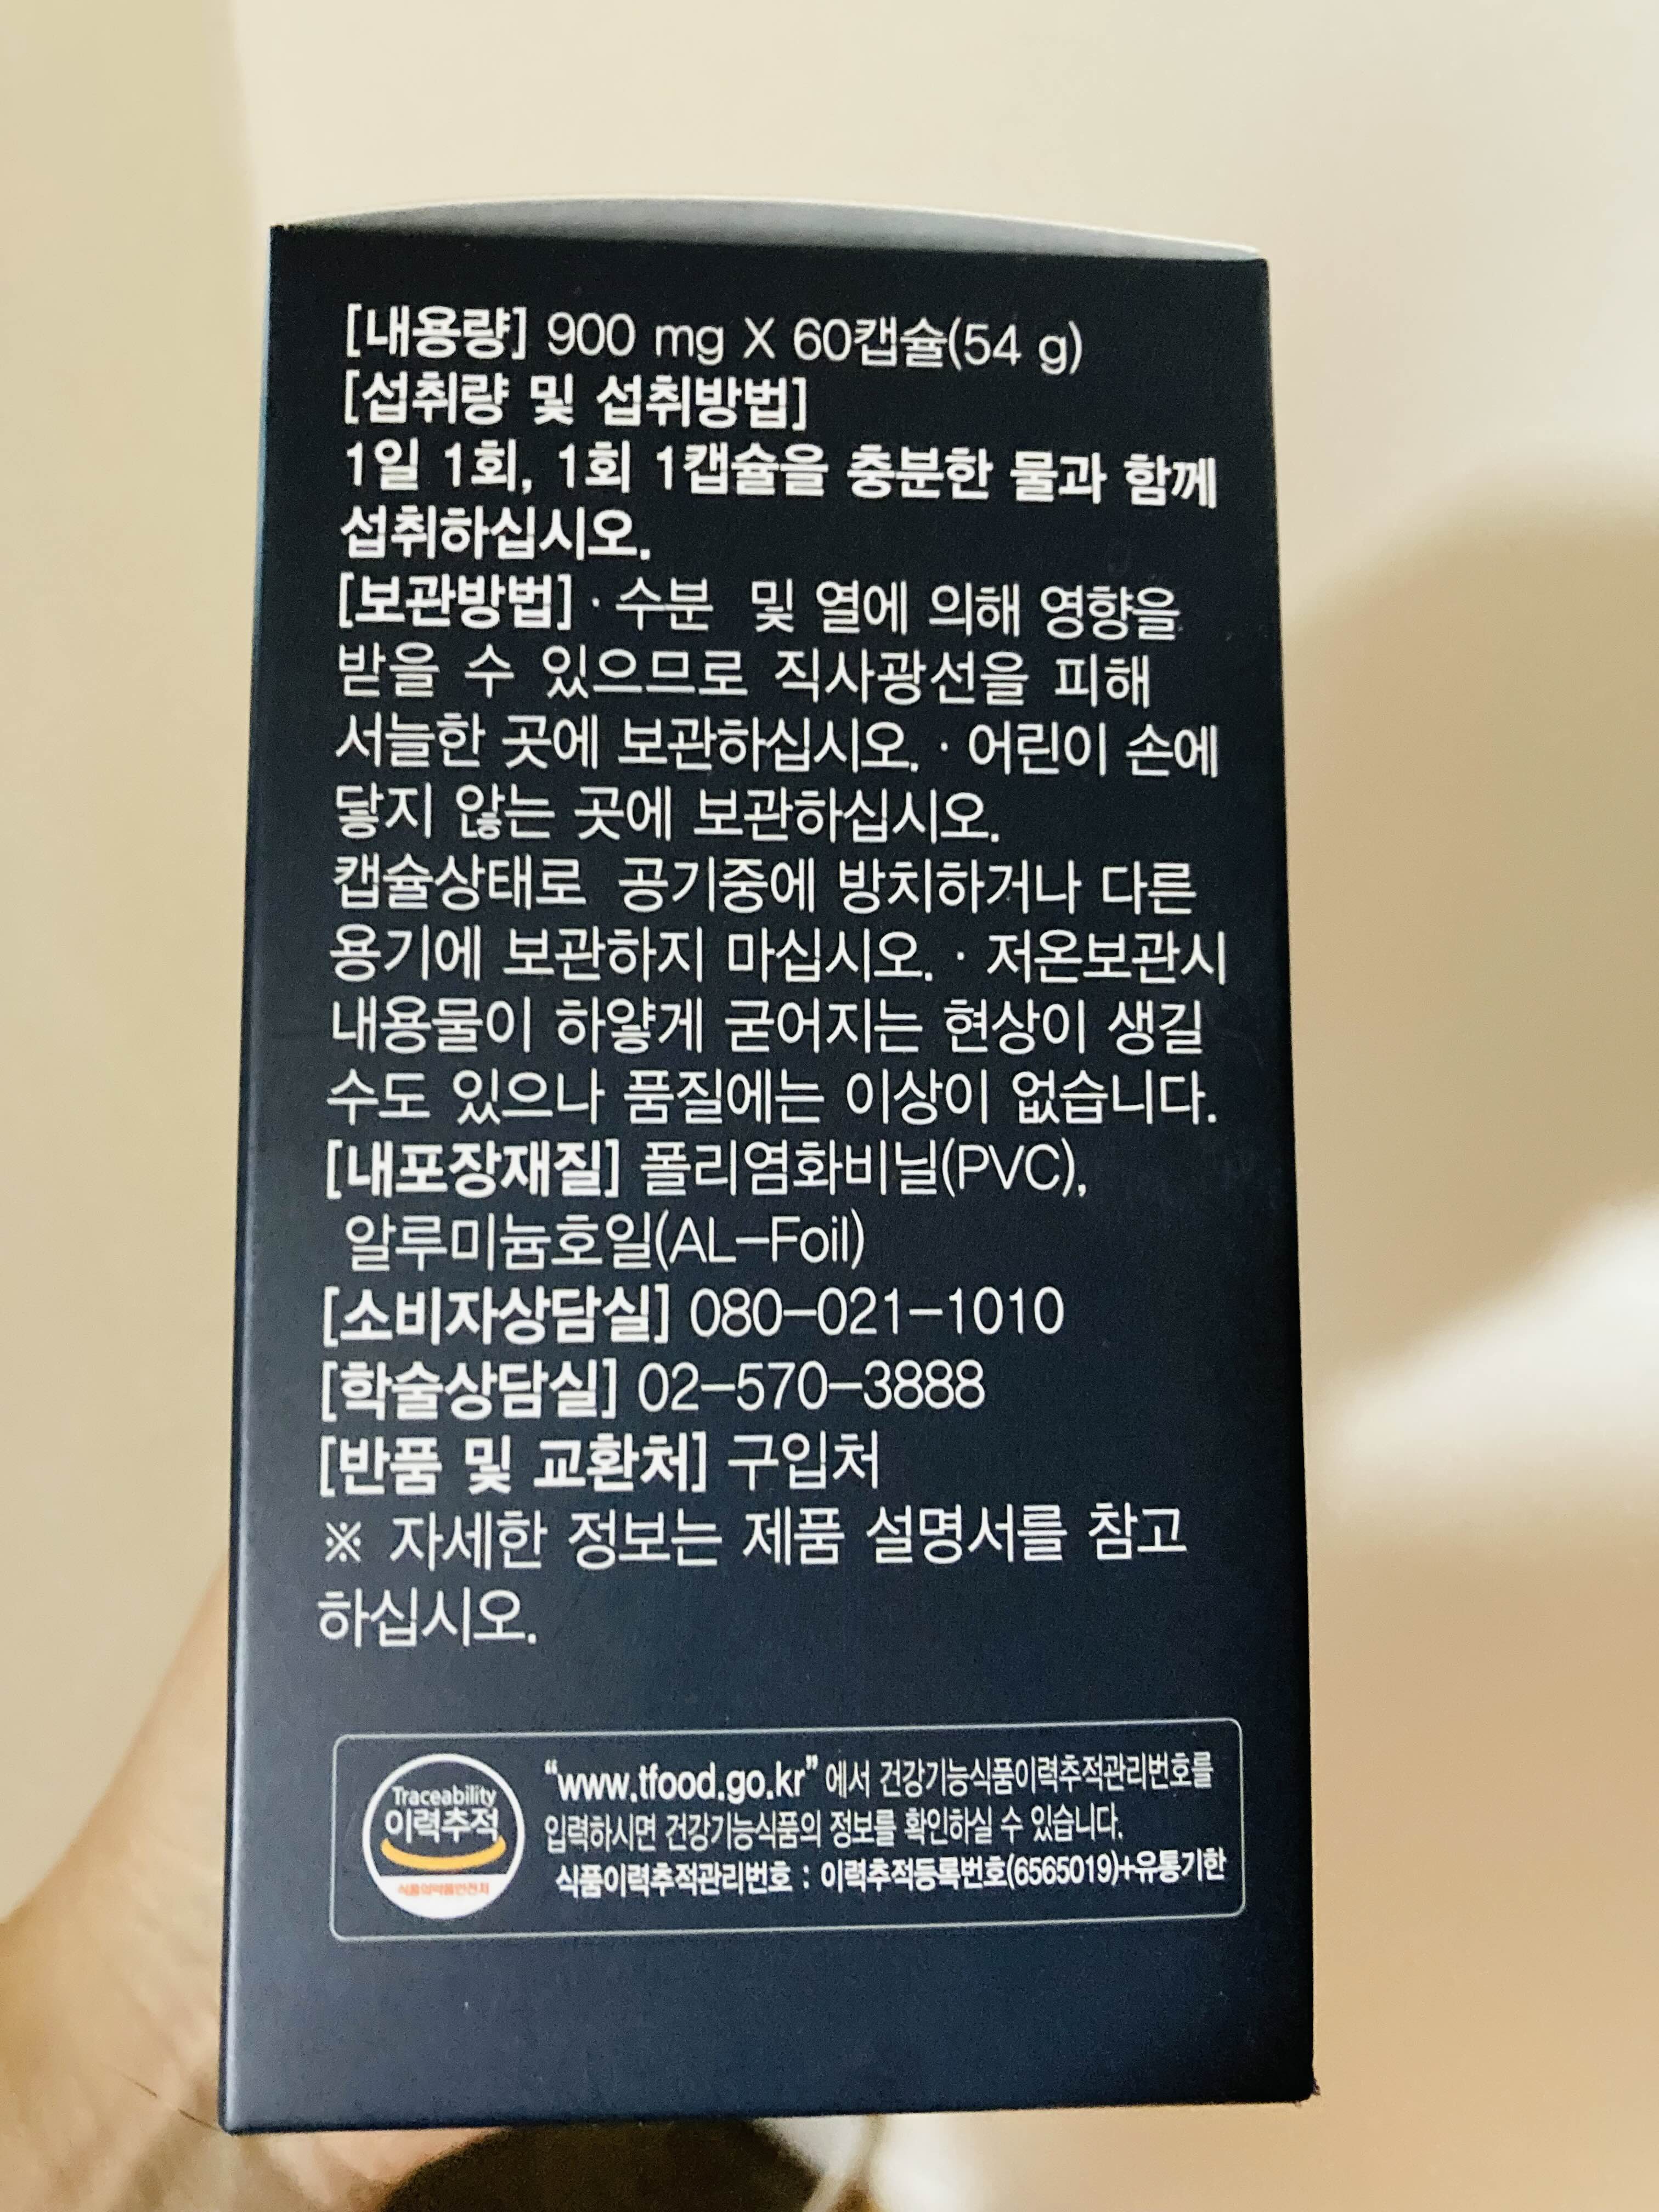 [내용량] 900 mg X 60캡슐(54 g)
[섭취량 및 섭취방법]
1일 1회, 1회 1캡슐을 충분한 물과 함께
섭취하십시오.
[보관방법] · 수분 및 열에 의해 영향을
받을 수 있으므로 직사광선을 피해
서늘한 곳에 보관하십시오. · 어린이 손에
닿지 않는 곳에 보관하십시오.
캡슐상태로 공기중에 방치하거나 다른
용기에 보관하지 마십시오. · 저온보관시
내용물이 하얗게 굳어지는 현상이 생길
수도 있으나 품질에는 이상이 없습니다.
[내포장재질] 폴리염화비닐(PVC),
알루미늄호일(AL-Foil)
[소비자상담실] 080-021-1010
[학술상담실] 02-570-3888
[반품 및 교환처] 구입처
※ 자세한 정보는 제품 설명서를 참고
하십시오.
Traceability
이력추적
식품의약품안전처
“www.tfood.go.kr” 에서 건강기능식품이력추적관리번호를
입력하시면 건강기능식품의 정보를 확인하실 수 있습니다.
식품이력추적관리번호 : 이력추적등록번호(6565019)+유통기한